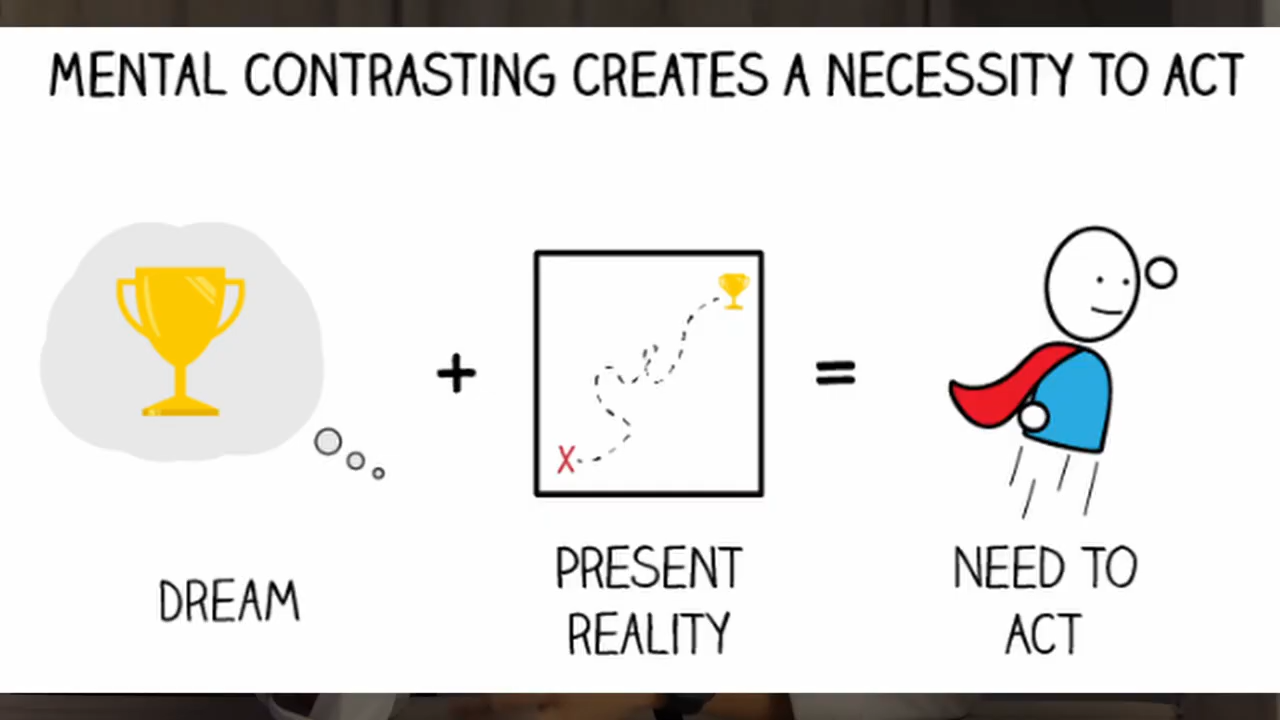 MENTAL CONTRASTING CREATES A NECESSITY TO ACT
+
=
X
DREAM
PRESENT
REALITY
NEED TO
ACT